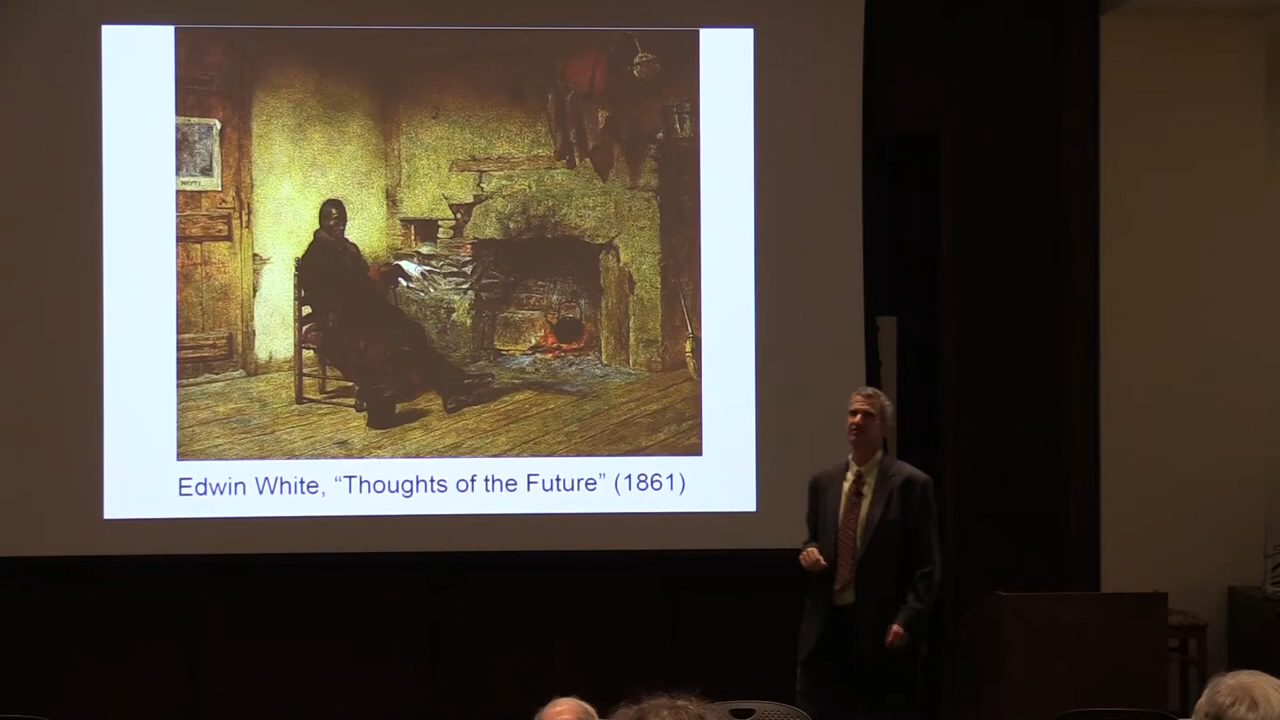 Edwin White, “Thoughts of the Future” (1861)